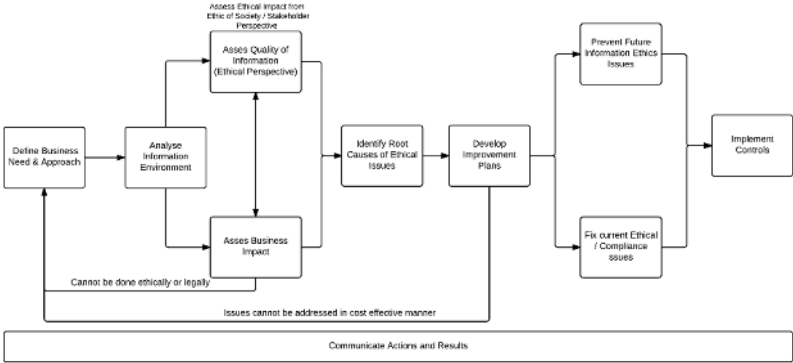 Assess Ethical Impact from
Ethic of Society / Stakeholder
Perspective
Asses Quality of
Information
(Ethical Perspective)
Prevent Future
Information Ethics
Issues
Define Business
Need & Approach
Analyse
Information
Environment
Identify Root
Causes of Ethical
Issues
Develop
Improvement
Plans
Implement
Controls
Asses Business
Impact
Fix current Ethical
/ Compliance
ssues
Cannot be done ethically or legally
Issues cannot be addressed in cost effective manner
Communicate Actions and Results